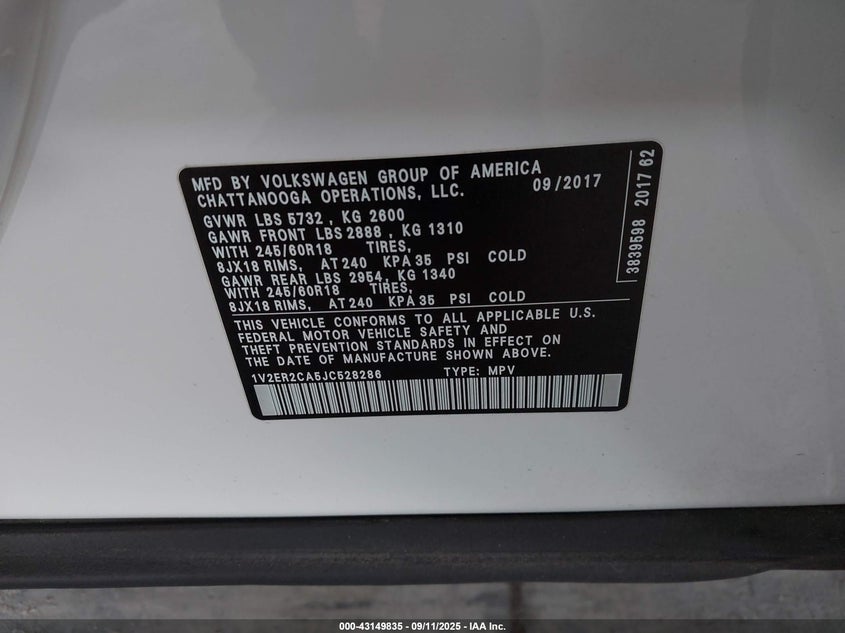 MFD BY VOLKSWAGEN GROUP OF AMERICA
CHATTANOOGA OPERATIONS, LLC. 09/2017
GVWR LBS 5732 , KG 2600
GAWR FRONT LBS 2888 , KG 1310
WITH 245/60R18 TIRES,
8JX18 RIMS, AT 240 KPA 35 PSI COLD
GAWR REAR LBS 2954, KG 1340
WITH 245/60R18 TIRES,
8JX18 RIMS, AT 240 KPA 35 PSI COLD
THIS VEHICLE CONFORMS TO ALL APPLICABLE U.S.
FEDERAL MOTOR VEHICLE SAFETY AND
THEFT PREVENTION STANDARDS IN EFFECT ON
THE DATE OF MANUFACTURE SHOWN ABOVE.
1V2ER2CA5JC528286 TYPE: MPV
3839598 2017 62
000-43149835 - 09/11/2025 - IAA Inc.